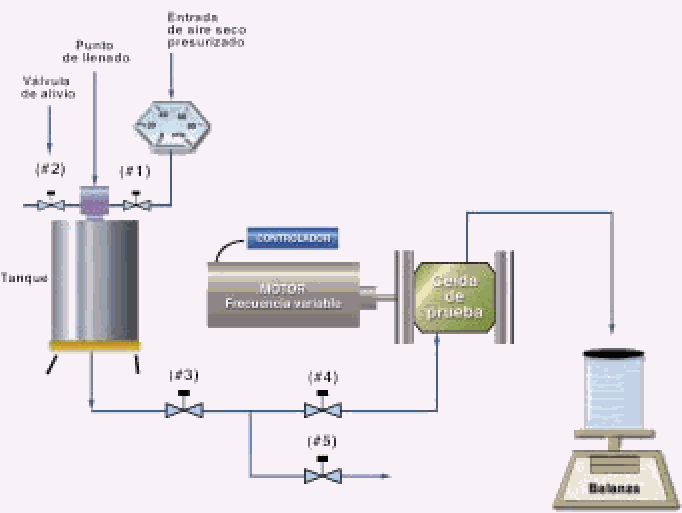 Entrada
de aire seco
presurizado
Punto
de llenado
Válvula
de alivio
(#2)
(#1)
Tanque
CONTROLADOR
MOTOR
Frecuencia variable
Celda
de
prueba
(#3)
(#4)
(#5)
Balanza